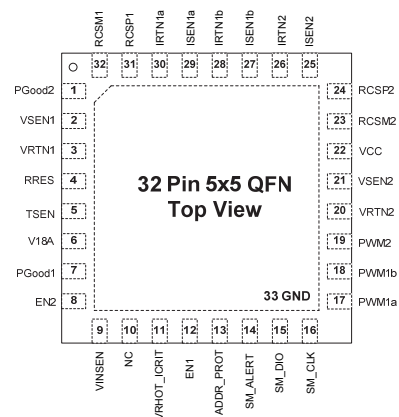 RCSM1
RCSP1
IRTN1a
ISEN1a
IRTN1b
ISEN1b
IRTN2
ISEN2
32
31
30
29
28
27
26
25
PGood2 1
VSEN1 2
VRTN1 3
RRES 4
TSEN 5
V18A 6
PGood1 7
EN2 8
32 Pin 5x5 QFN
Top View
33 GND
24 RCSP2
23 RCSM2
22 VCC
21 VSEN2
20 VRTN2
19 PWM2
18 PWM1b
17 PWM1a
9
10
11
12
13
14
15
16
VINSEN
NC
VRHOT_ICRIT
EN1
ADDR_PROT
SM_ALERT
SM_DIO
SM_CLK